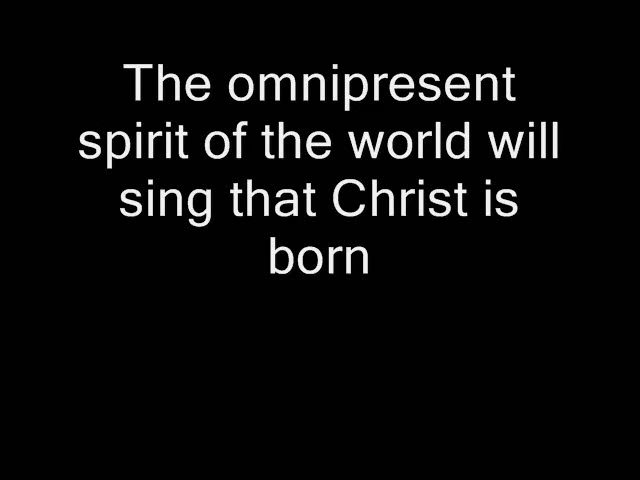 The omnipresent
spirit of the world will
sing that Christ is
born